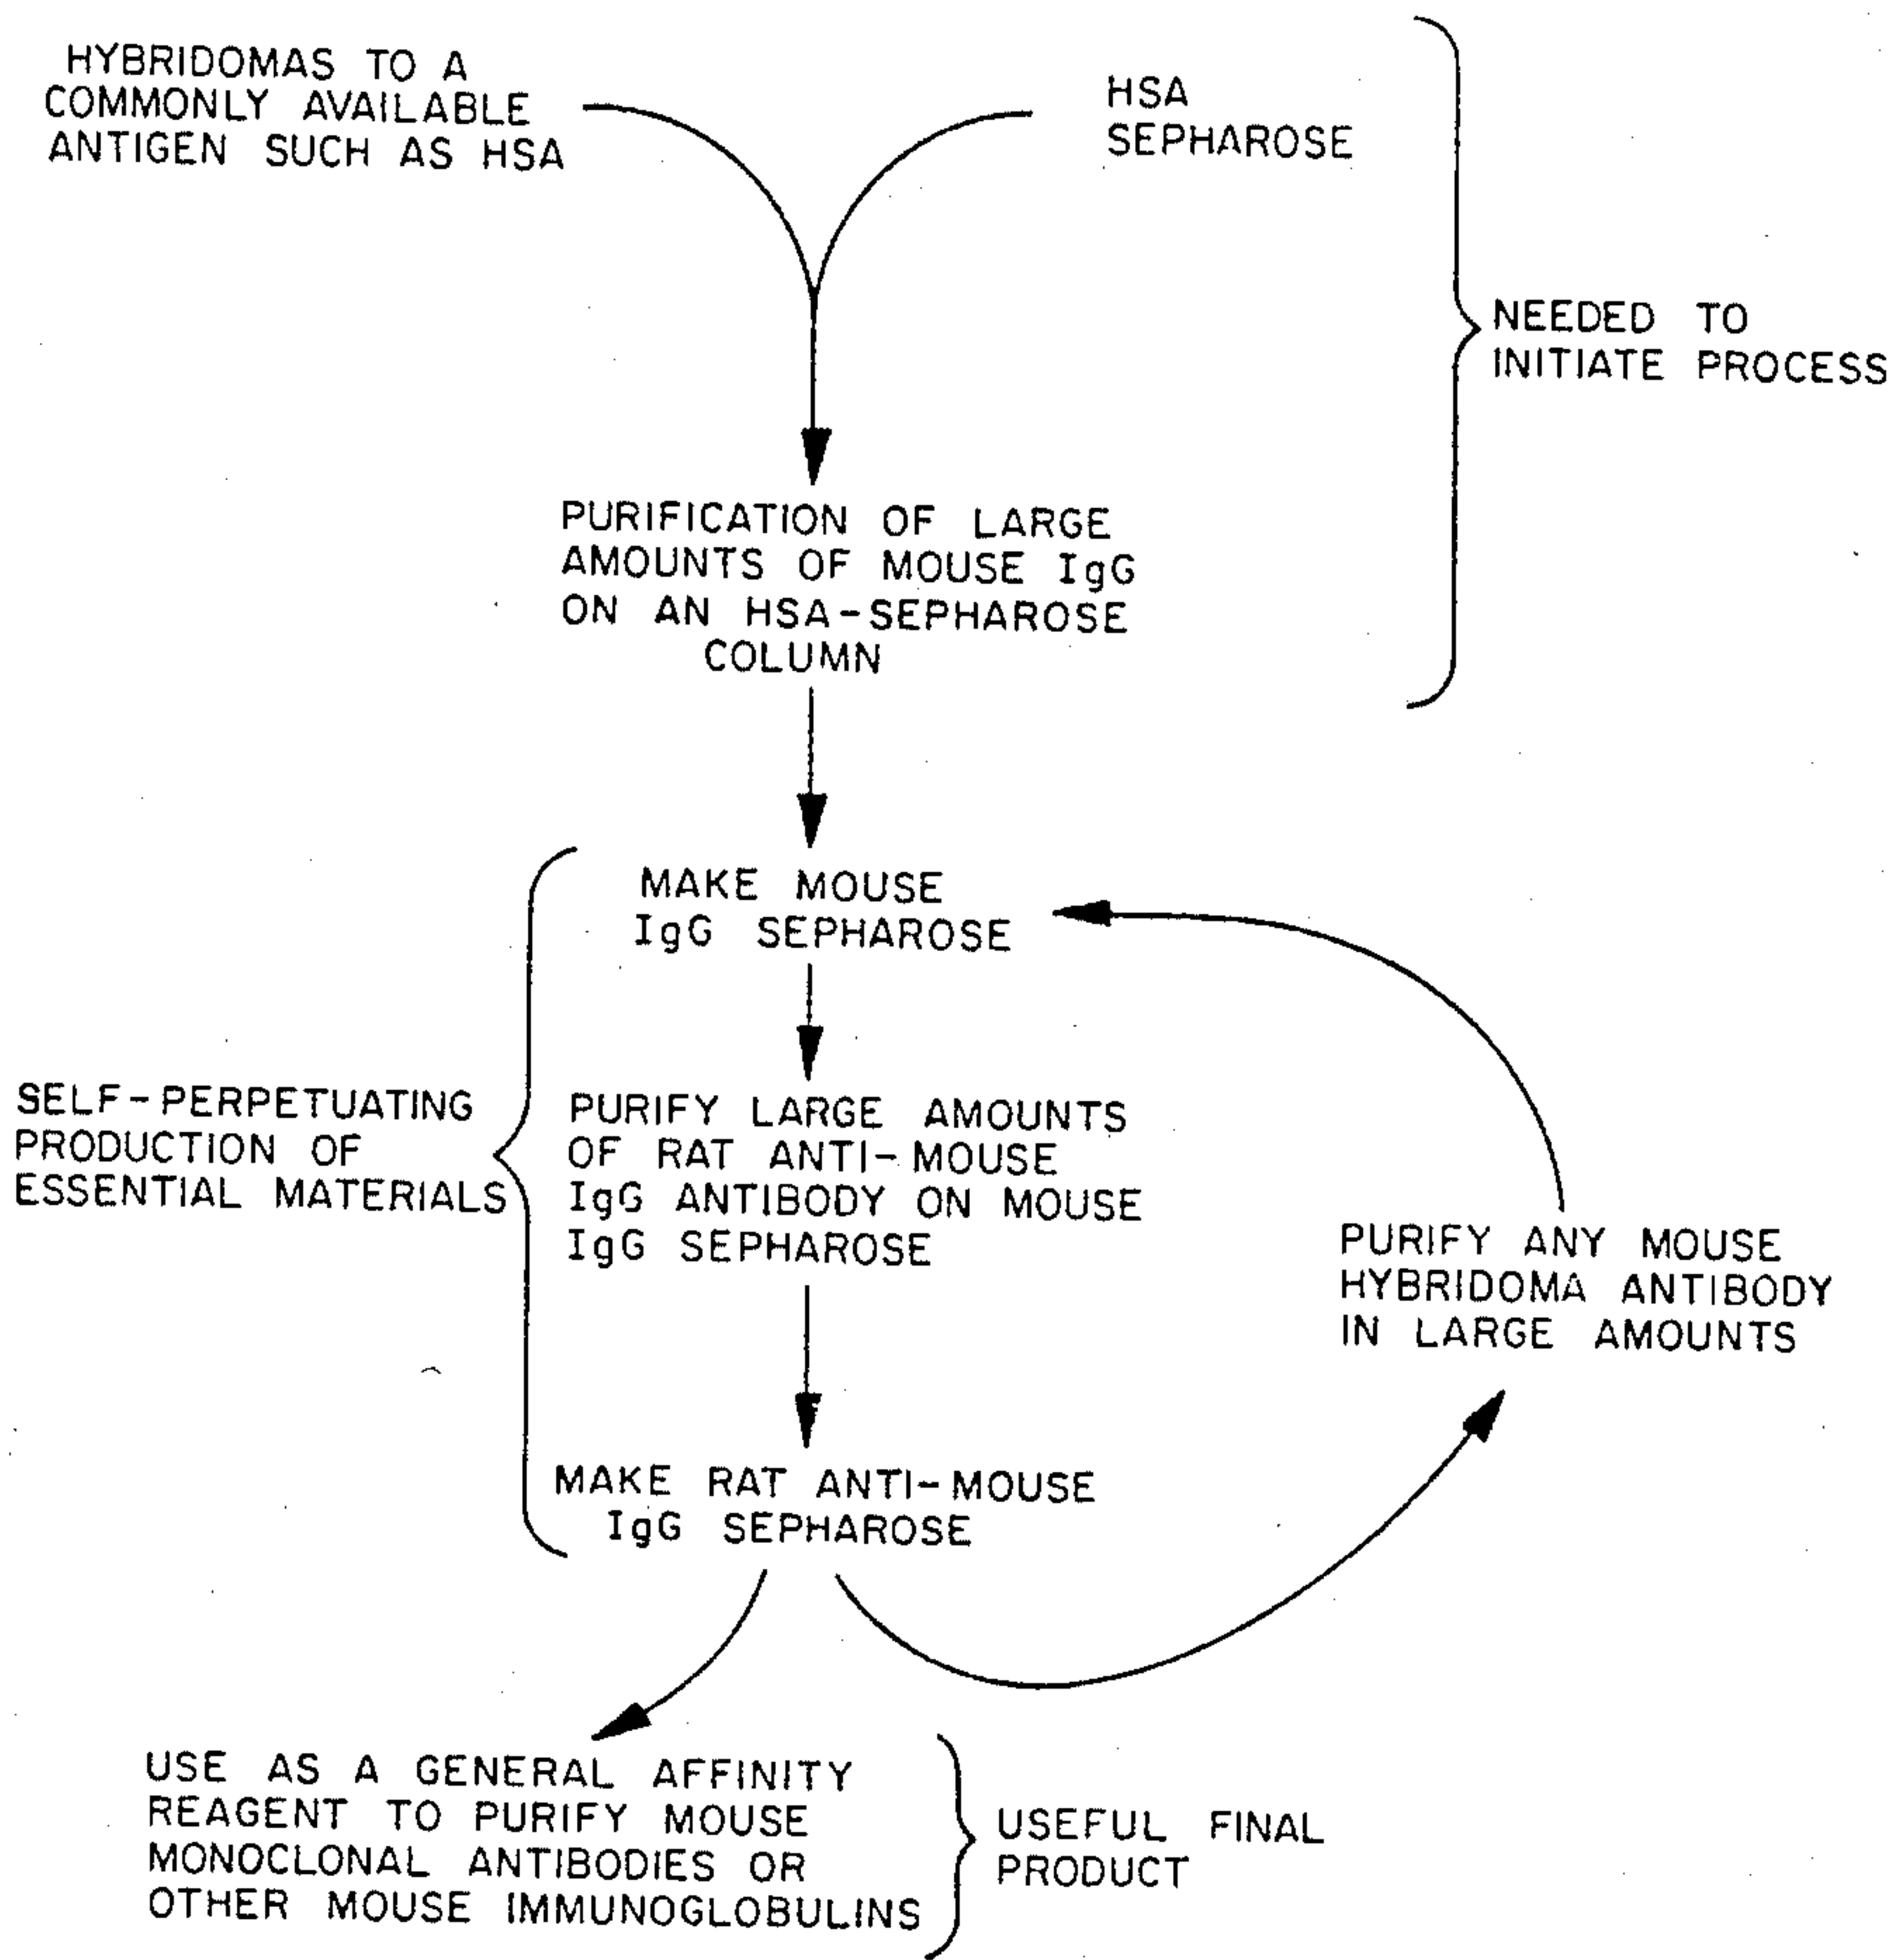 HYBRIDOMAS TO A
COMMONLY AVAILABLE
ANTIGEN SUCH AS HSA
HSA
SEPHAROSE
NEEDED TO
INITIATE PROCESS
PURIFICATION OF LARGE
AMOUNTS OF MOUSE IgG
ON AN HSA-SEPHAROSE
COLUMN
MAKE MOUSE
IgG SEPHAROSE
SELF-PERPETUATING
PRODUCTION OF
ESSENTIAL MATERIALS
PURIFY LARGE AMOUNTS
OF RAT ANTI-MOUSE
IgG ANTIBODY ON MOUSE
IgG SEPHAROSE
PURIFY ANY MOUSE
HYBRIDOMA ANTIBODY
IN LARGE AMOUNTS
MAKE RAT ANTI-MOUSE
IgG SEPHAROSE
USE AS A GENERAL AFFINITY
REAGENT TO PURIFY MOUSE
MONOCLONAL ANTIBODIES OR
OTHER MOUSE IMMUNOGLOBULINS
USEFUL FINAL
PRODUCT